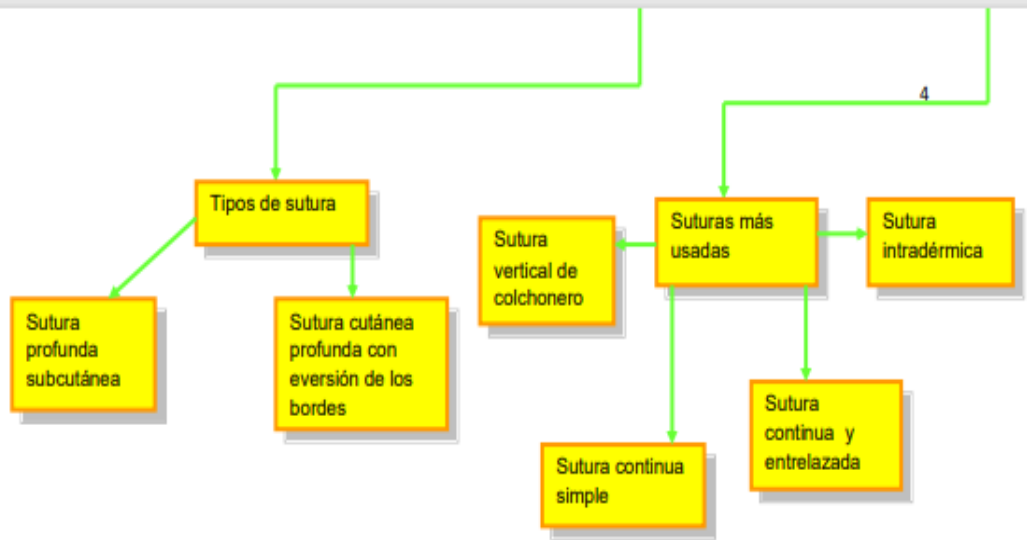 4
Tipos de sutura
Sutura
profunda
subcutánea
Sutura cutánea
profunda con
eversión de los
bordes
Suturas más
usadas
Sutura
vertical de
colchonero
Sutura
intradérmica
Sutura continua
simple
Sutura
continua y
entrelazada